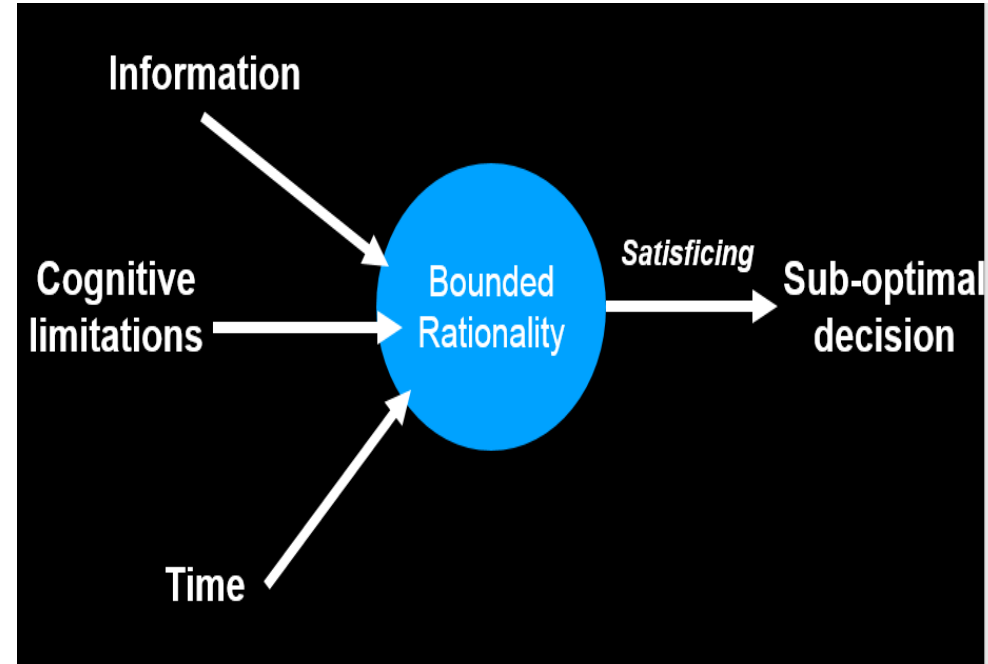 Information
Cognitive
limitations
Bounded
Rationality
Satisficing
Sub-optimal
decision
Time